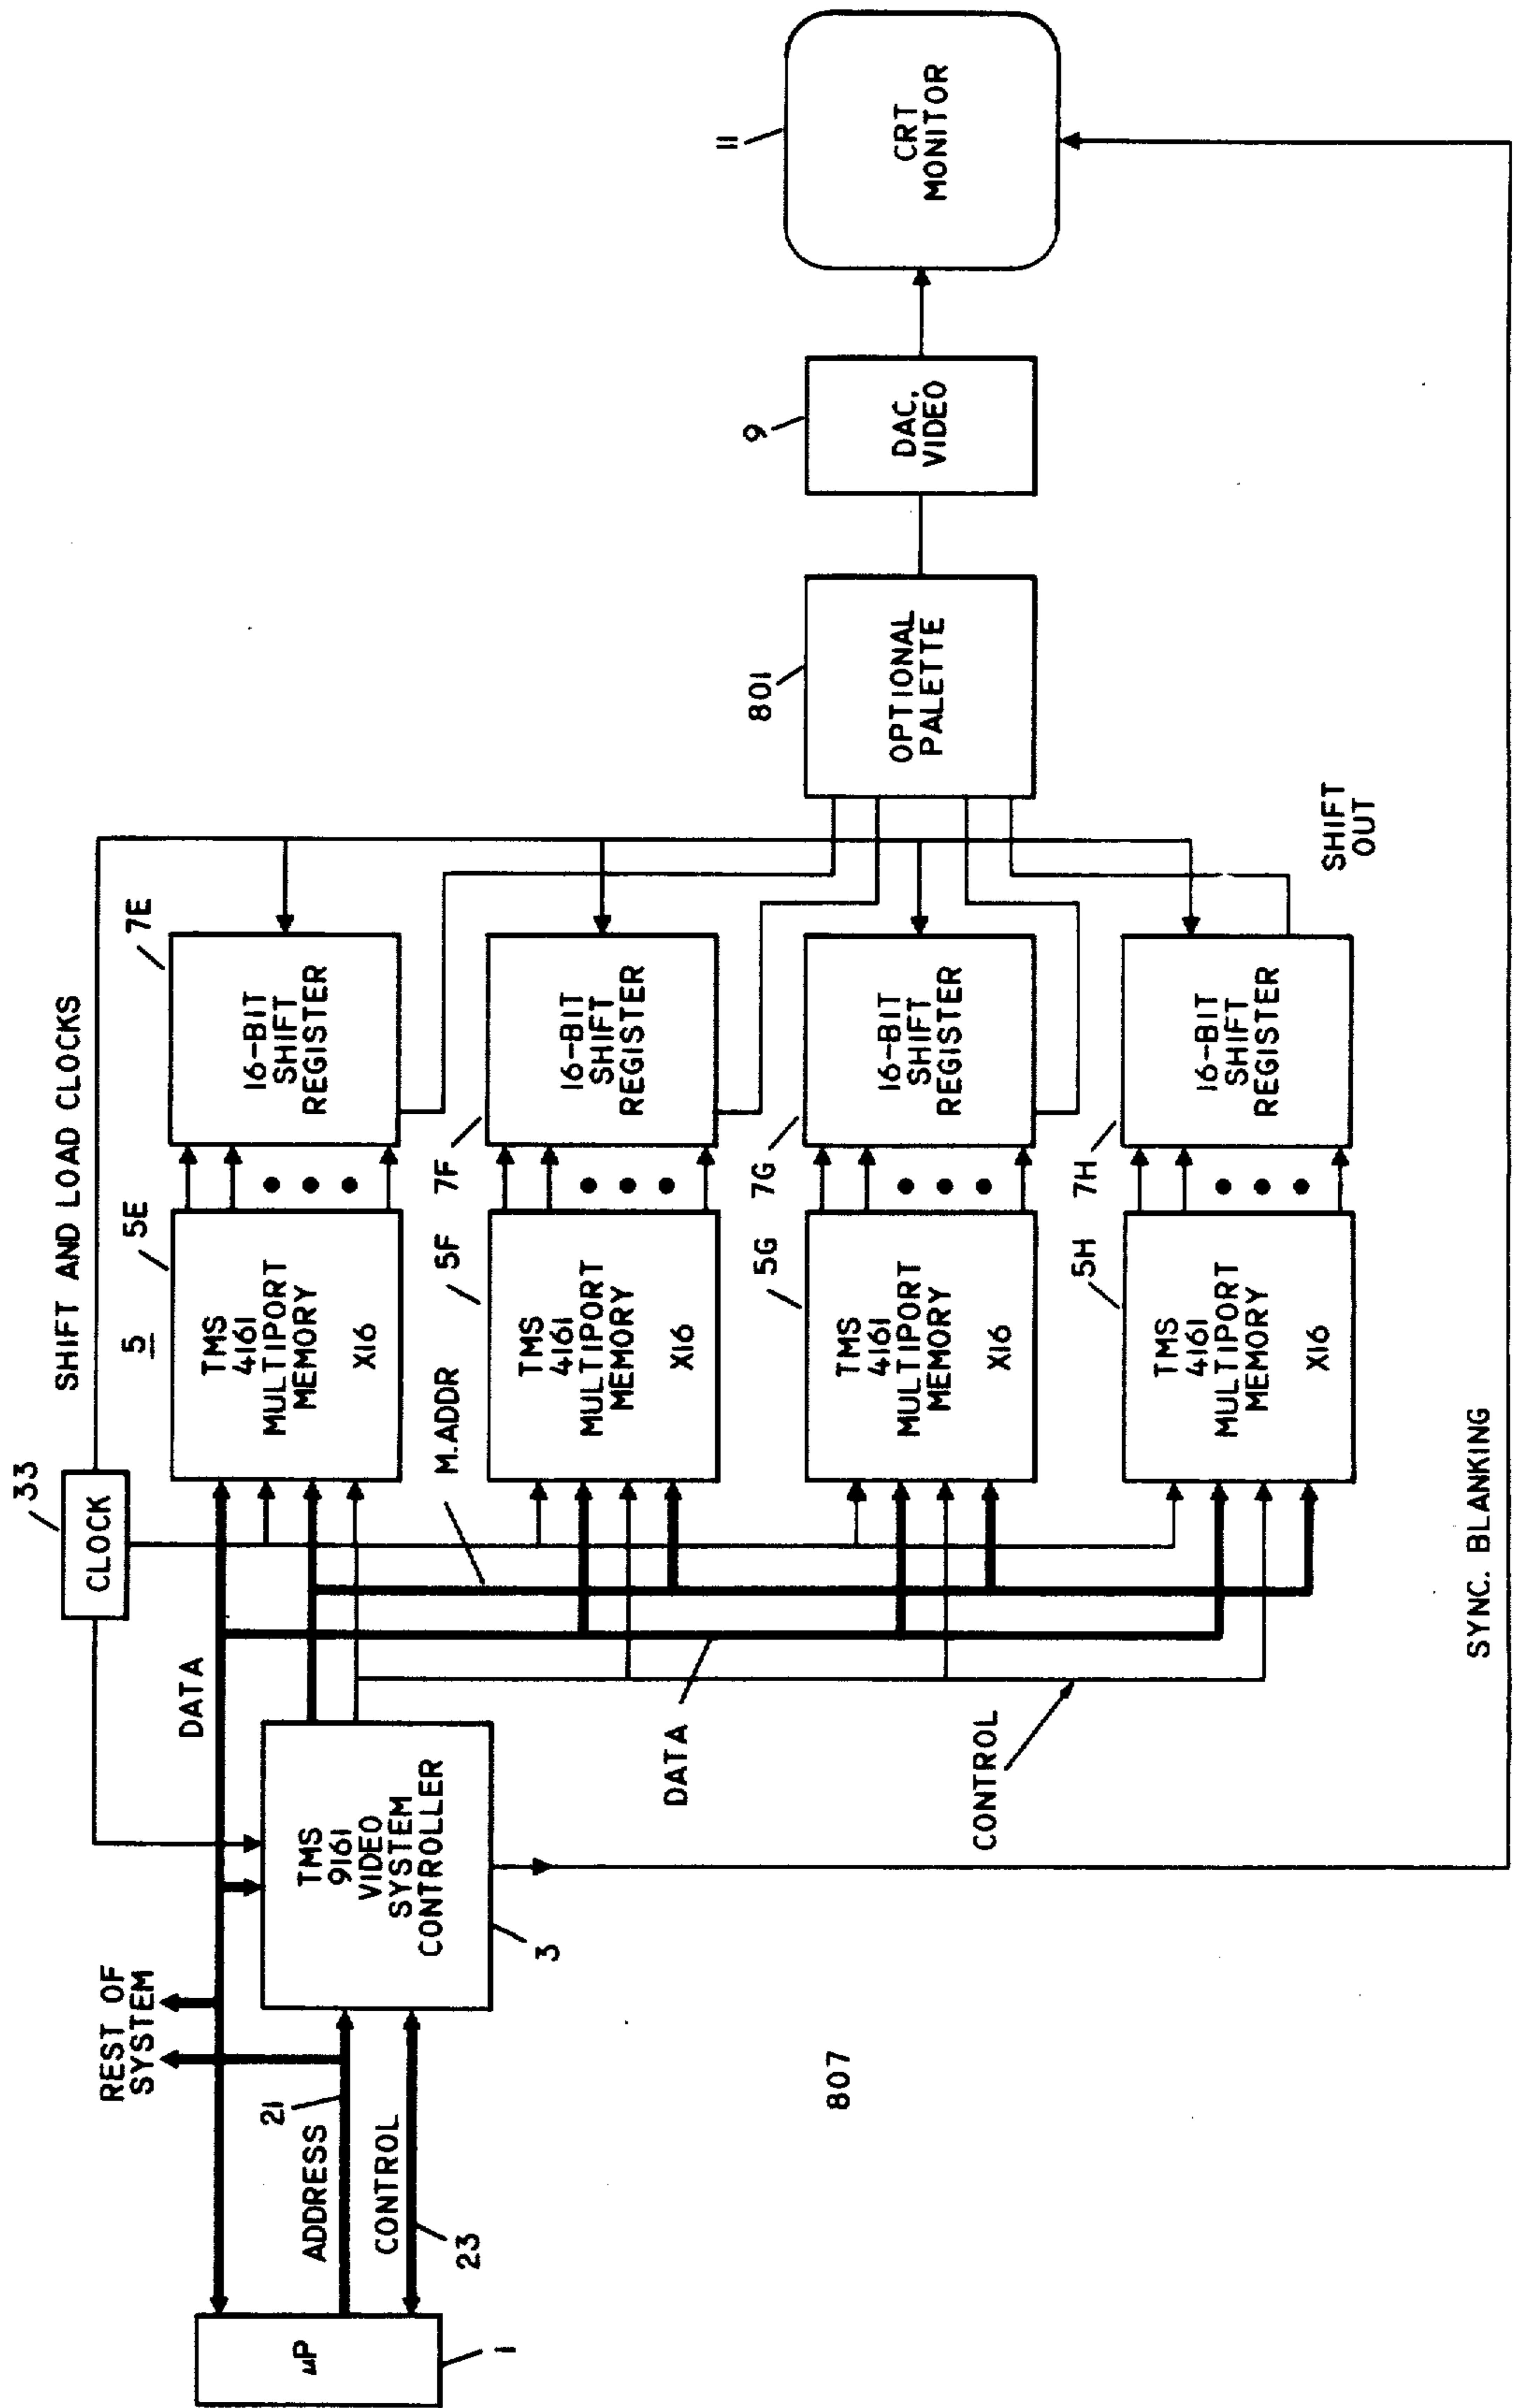 33
CLOCK
SHIFT AND LOAD CLOCKS
REST OF
SYSTEM
DATA
5
5E
7E
TMS
4161
MULTIPORT
MEMORY
X16
16-BIT
SHIFT
REGISTER
µP
1
21
ADDRESS
CONTROL
23
TMS
9161
VIDEO
SYSTEM
CONTROLLER
3
M.ADDR
5F
7F
TMS
4161
MULTIPORT
MEMORY
X16
16-BIT
SHIFT
REGISTER
DATA
5G
7G
TMS
4161
MULTIPORT
MEMORY
X16
16-BIT
SHIFT
REGISTER
CONTROL
5H
7H
TMS
4161
MULTIPORT
MEMORY
X16
16-BIT
SHIFT
REGISTER
SHIFT
OUT
801
OPTIONAL
PALETTE
9
DAC,
VIDEO
11
CRT
MONITOR
807
SYNC. BLANKING